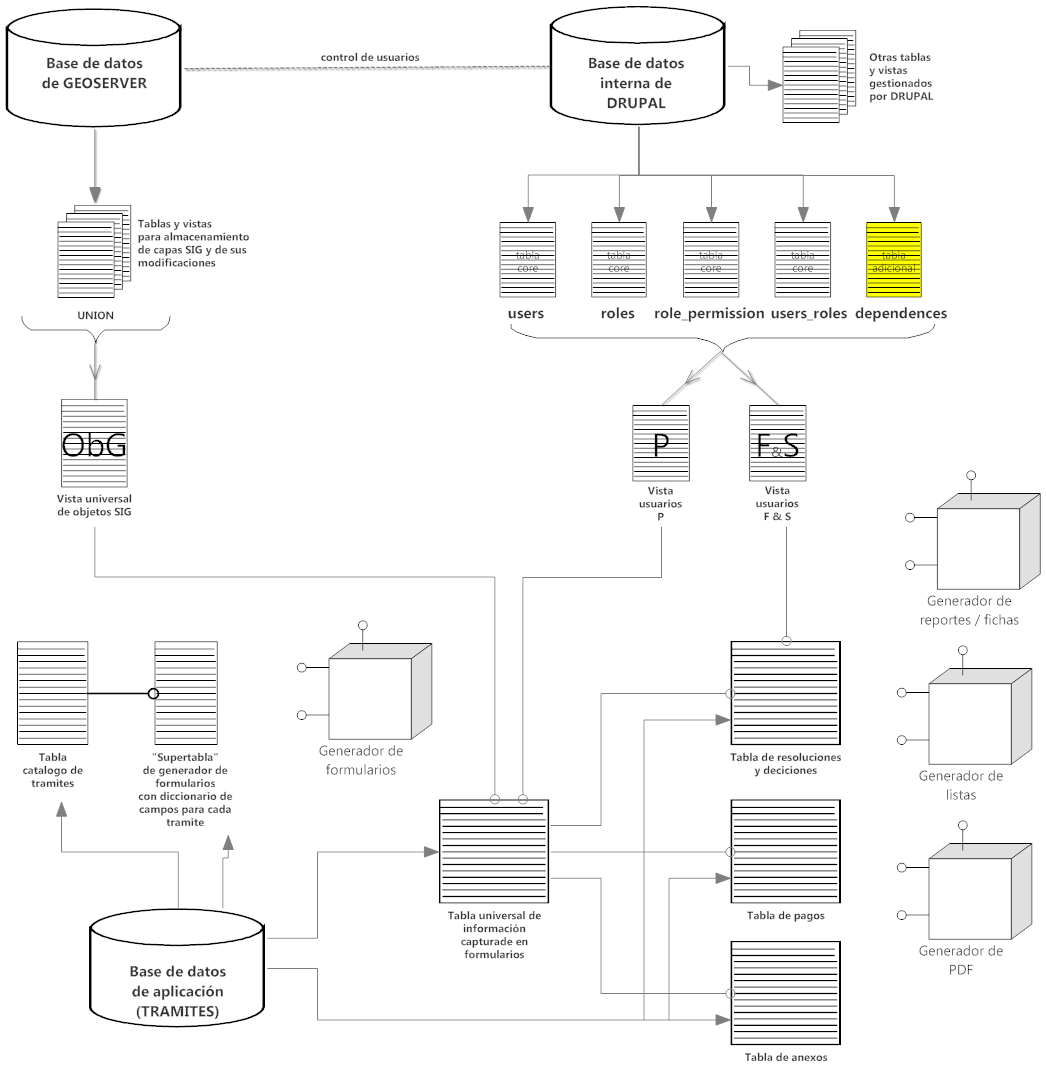 Base de datos
de GEOSERVER
control de usuarios
Base de datos
interna de
DRUPAL
Otras tablas
y vistas
gestionados
por DRUPAL
Tablas y vistas
para almacenamiento
de capas SIG y de sus
modificaciones
UNION
tabla
core
tabla
core
tabla
core
tabla
core
tabla
adicional
users
roles
role_permission
users_roles
dependences
ObG
Vista universal
de objetos SIG
P
Vista
usuarios
P
F&S
Vista
usuarios
F & S
Generador de
reportes / fichas
Tabla
catalogo de
tramites
"Supertabla"
de generador de
formularios
con diccionario de
campos para cada
tramite
Generador de
formularios
Tabla de resoluciones
y deciciones
Generador de
listas
Tabla universal de
información
capturade en
formularios
Tabla de pagos
Generador de
PDF
Base de datos
de aplicación
(TRAMITES)
Tabla de anexos